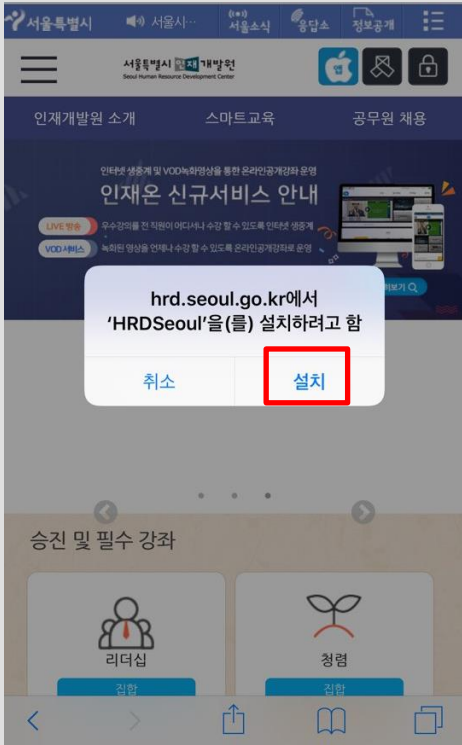 서울특별시
서울시…
서울소식
응답소
정보공개
서울특별시 인재개발원
Seoul Human Resource Development Center
앱
인재개발원 소개
스마트교육
공무원 채용
인터넷 생중계 및 VOD녹화영상을 통한 온라인공개강좌 운영
인재온 신규서비스 안내
LIVE 방송
우수강의를 전 직원이 어디서나 수강 할 수 있도록 인터넷 생중계
VOD 서비스
녹화된 영상을 언제나 수강 할 수 있도록 온라인공개강좌로 운영
hrd.seoul.go.kr에서
‘HRDSeoul’을(를) 설치하려고 함
취소
설치
승진 및 필수 강좌
리더십
집합
청렴
집합